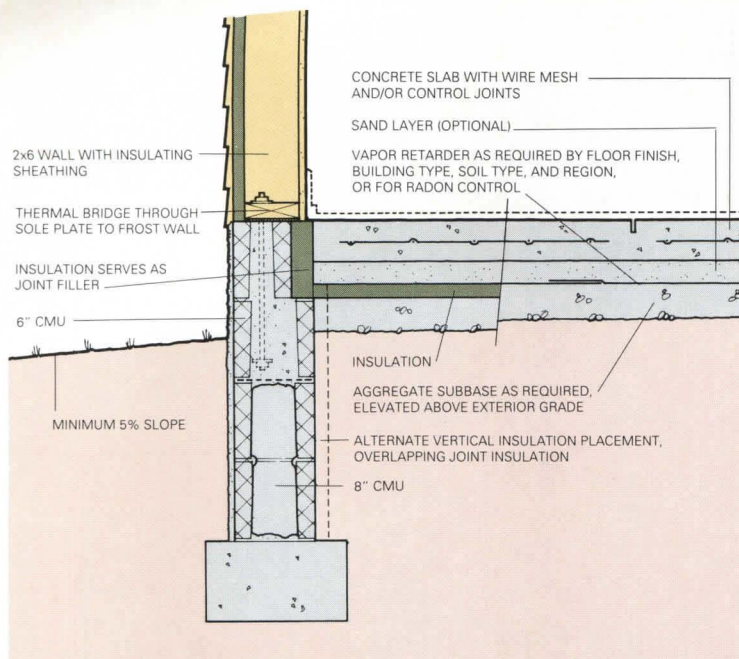 CONCRETE SLAB WITH WIRE MESH
AND/OR CONTROL JOINTS
SAND LAYER (OPTIONAL)
VAPOR RETARDER AS REQUIRED BY FLOOR FINISH,
BUILDING TYPE, SOIL TYPE, AND REGION,
OR FOR RADON CONTROL
2x6 WALL WITH INSULATING
SHEATHING
THERMAL BRIDGE THROUGH
SOLE PLATE TO FROST WALL
INSULATION SERVES AS
JOINT FILLER
6" CMU
MINIMUM 5% SLOPE
INSULATION
AGGREGATE SUBBASE AS REQUIRED,
ELEVATED ABOVE EXTERIOR GRADE
ALTERNATE VERTICAL INSULATION PLACEMENT,
OVERLAPPING JOINT INSULATION
8" CMU